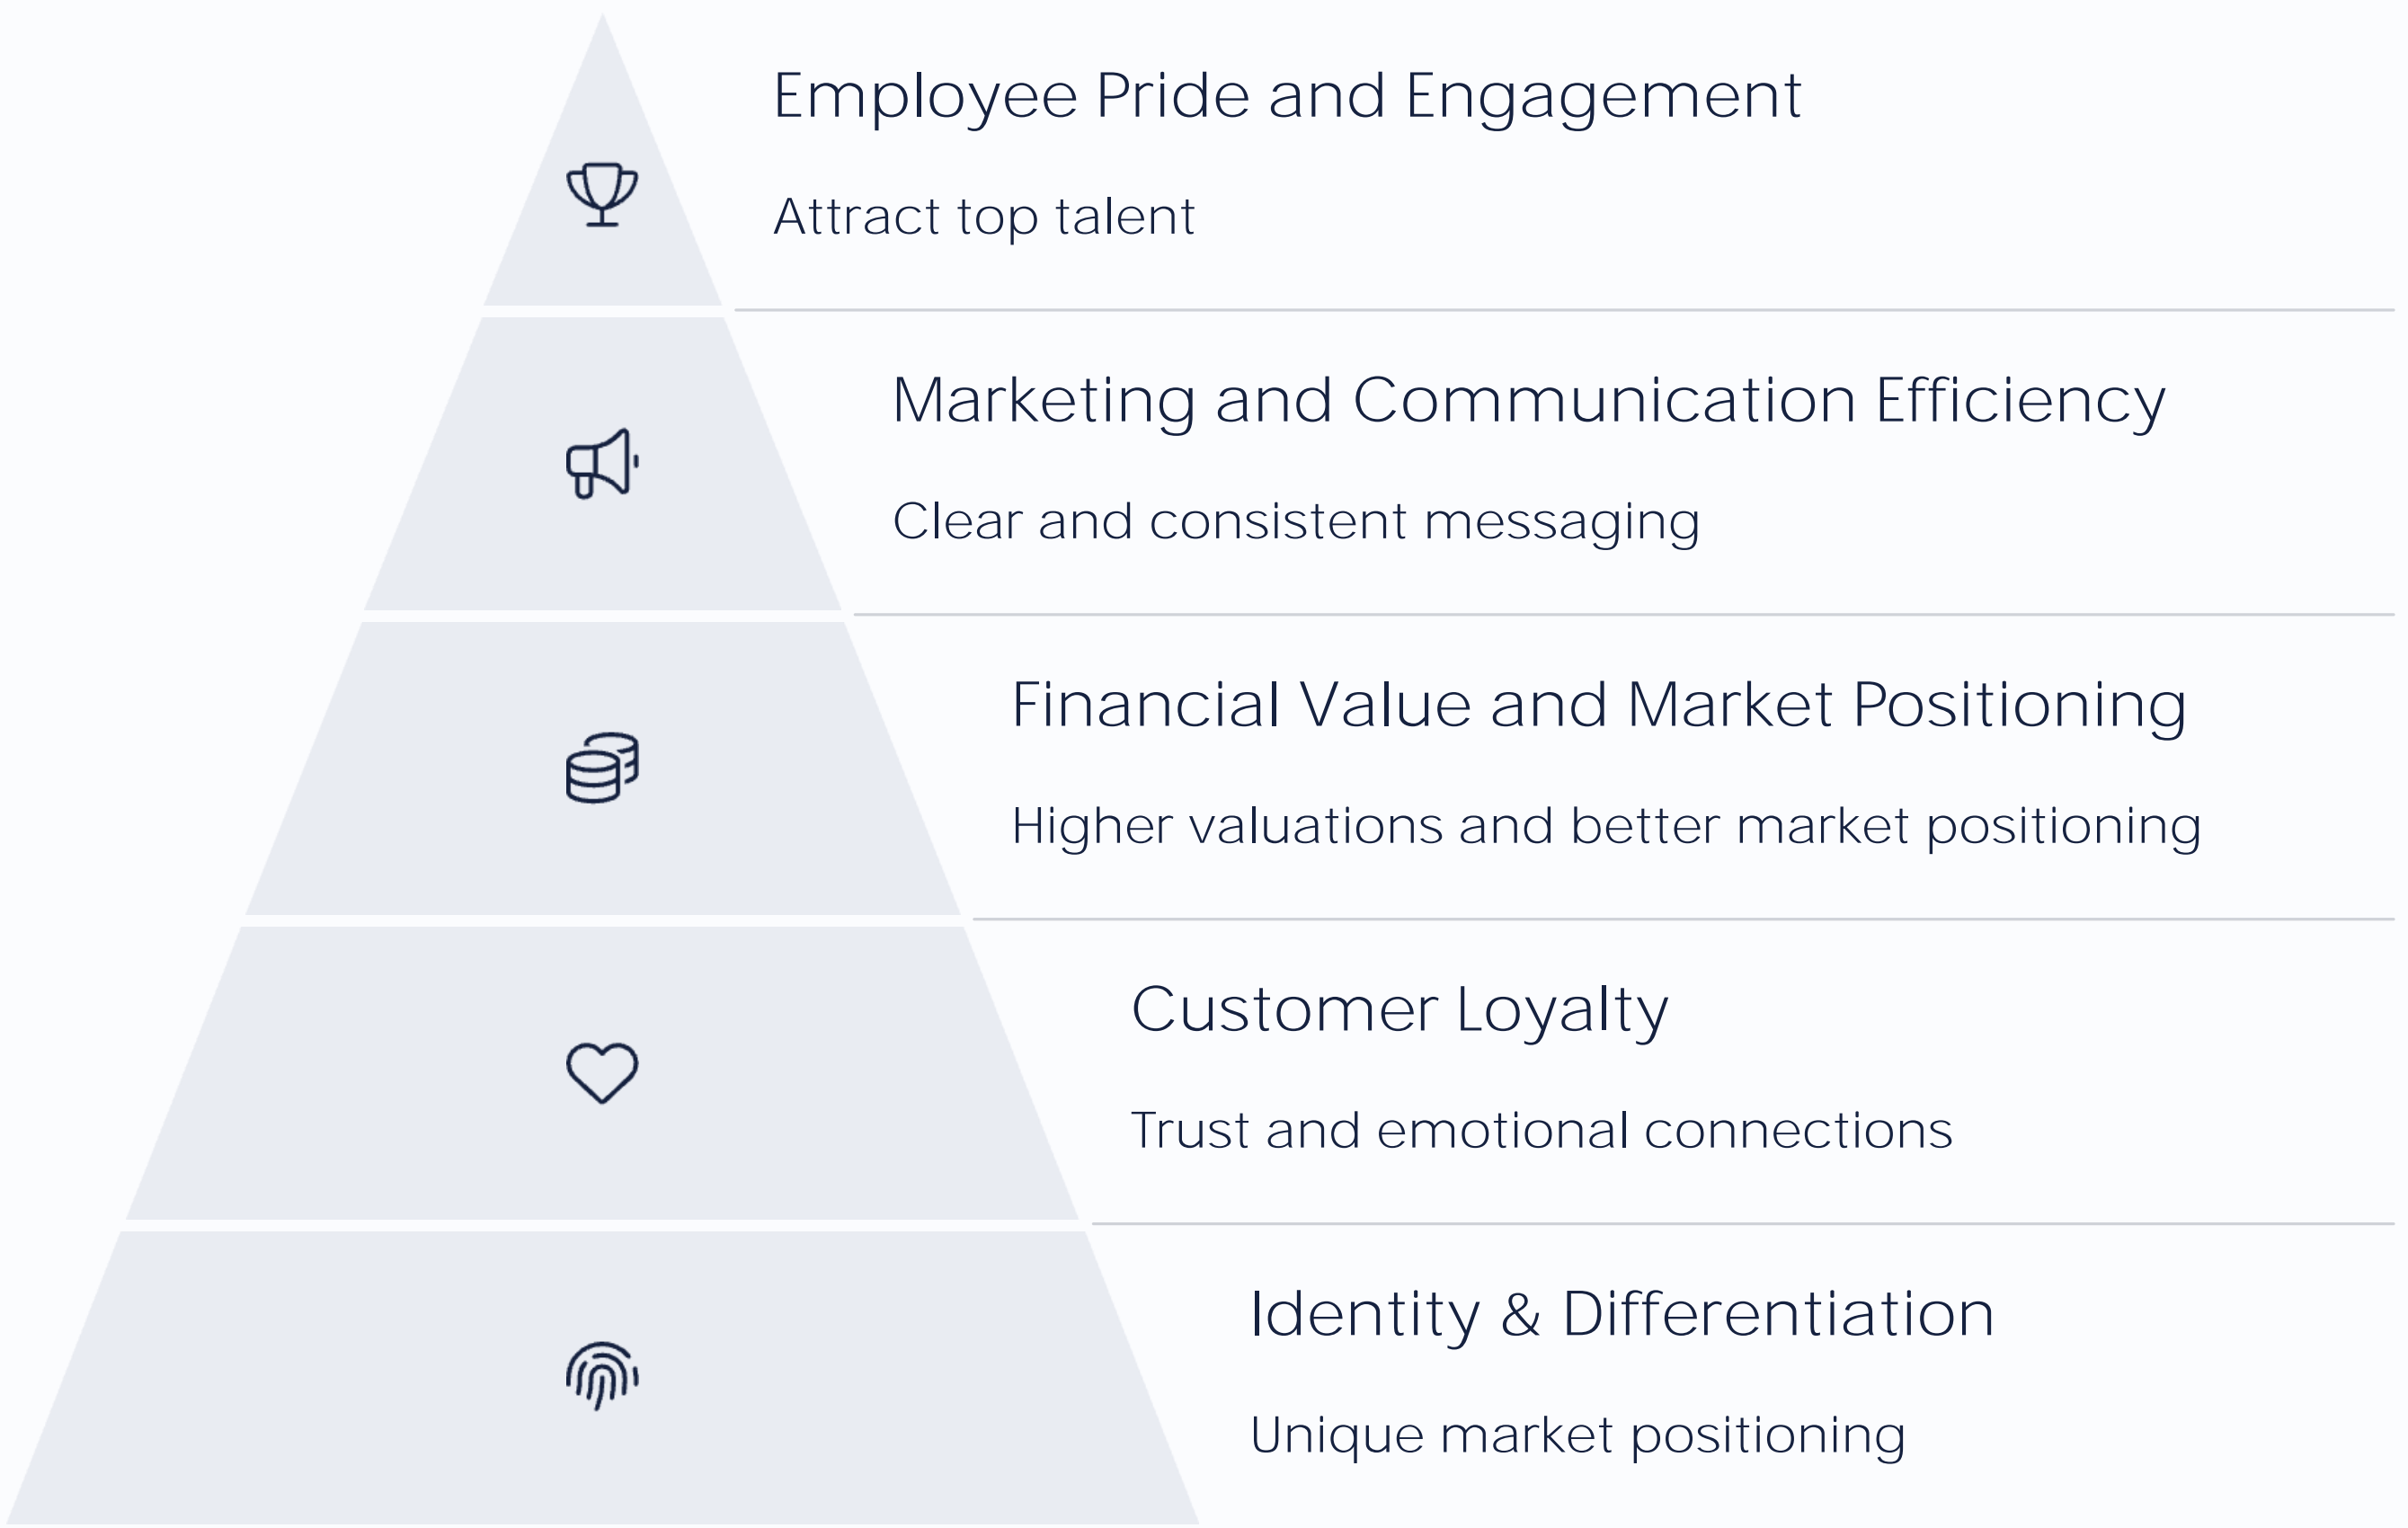 Employee Pride and Engagement
Attract top talent
Marketing and Communication Efficiency
Clear and consistent messaging
Financial Value and Market Positioning
Higher valuations and better market positioning
Customer Loyalty
Trust and emotional connections
Identity & Differentiation
Unique market positioning